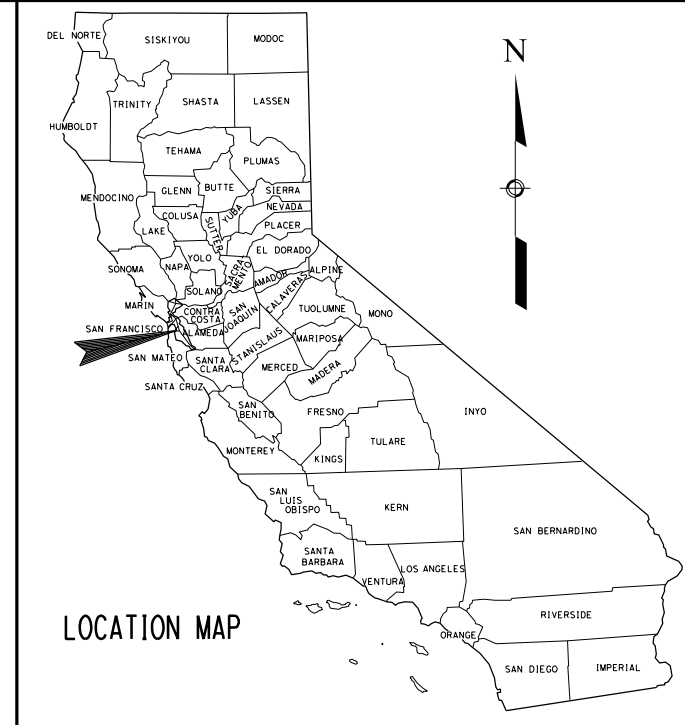 DEL NORTE
SISKIYOU
MODOC
N
TRINITY
SHASTA
LASSEN
HUMBOLDT
TEHAMA
PLUMAS
MENDOCINO
GLENN
BUTTE
SIERRA
NEVADA
YUBA
COLUSA
SUTTER
PLACER
LAKE
EL DORADO
YOLO
SACRA-
MENTO
SONOMA
NAPA
AMADOR
ALPINE
SOLANO
CALAVERAS
MARIN
CONTRA
COSTA
SAN
JOAQUIN
TUOLUMNE
MONO
SAN FRANCISCO
ALAMEDA
STANISLAUS
MARIPOSA
SAN MATEO
SANTA
CLARA
MERCED
MADERA
SANTA CRUZ
SAN
BENITO
FRESNO
INYO
MONTEREY
KINGS
TULARE
SAN
LUIS
OBISPO
KERN
SAN BERNARDINO
SANTA
BARBARA
VENTURA
LOS ANGELES
LOCATION MAP
ORANGE
RIVERSIDE
SAN DIEGO
IMPERIAL